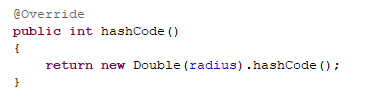 @Override
public int hashCode()
{
    return new Double(radius).hashCode();
}